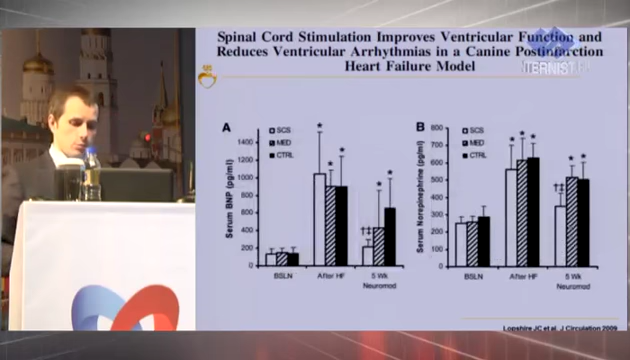 Spinal Cord Stimulation Improves Ventricular Function and
Reduces Ventricular Arrhythmias in a Canine Postinfarction
Heart Failure Model
A
SCS
MED
CTRL
Serum BNP (pg/ml)
1400
1200
1000
800
600
400
200
0
*
*
*
†‡
*
*
BSLN
After HF
5 Wk
Neuromod
B
SCS
MED
CTRL
Serum Norepinephrine (pg/ml)
800
700
600
500
400
300
200
100
0
*
*
*
†‡
*
*
BSLN
After HF
5 Wk
Neuromod
Lopshire JC et al. J Circulation 2009